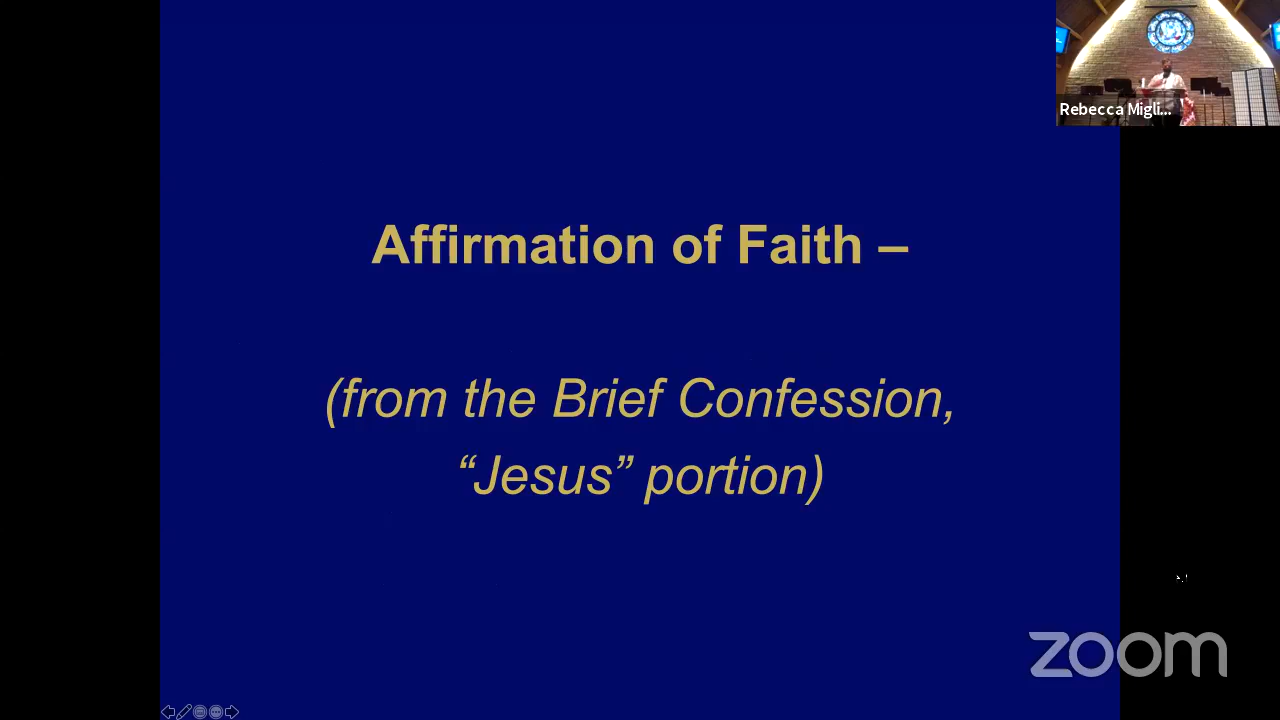 Rebecca Migli...
Affirmation of Faith –
(from the Brief Confession,
“Jesus” portion)
zoom